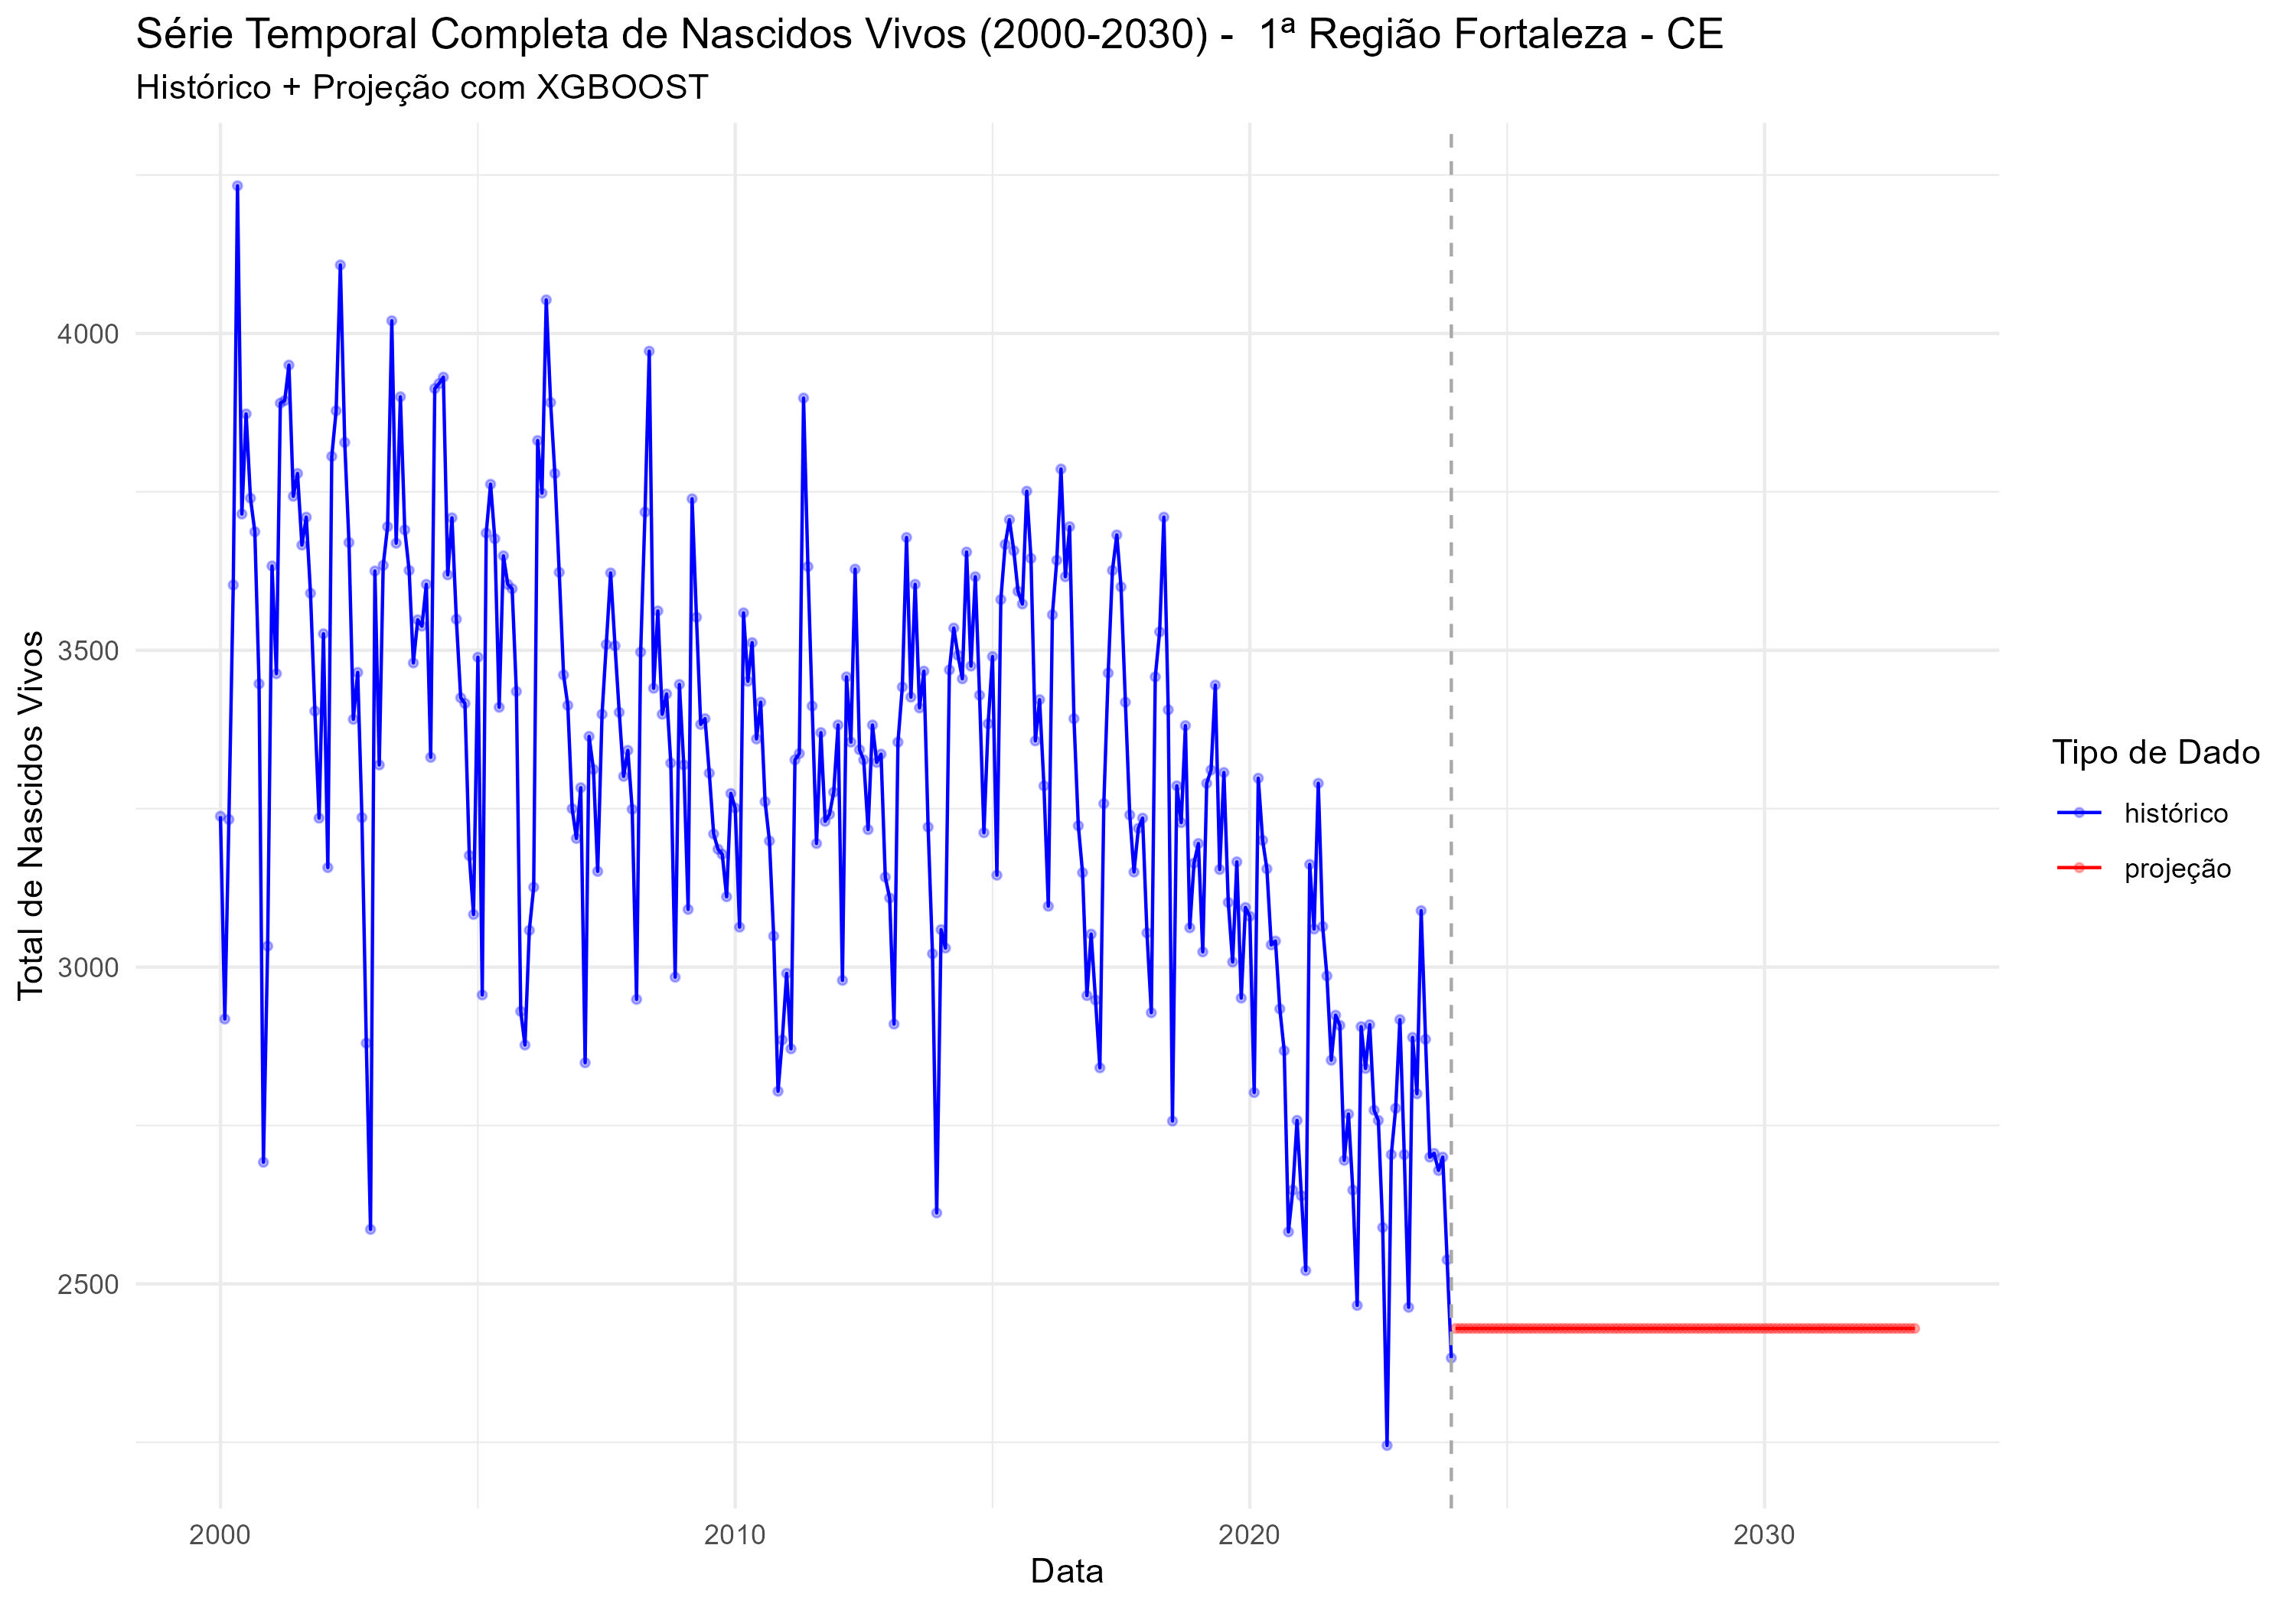 Série Temporal Completa de Nascidos Vivos (2000-2030) -  1ª Região Fortaleza - CE
Histórico + Projeção com XGBOOST
Total de Nascidos Vivos
4000
3500
3000
2500
2000
2010
2020
2030
Data
Tipo de Dado
histórico
projeção